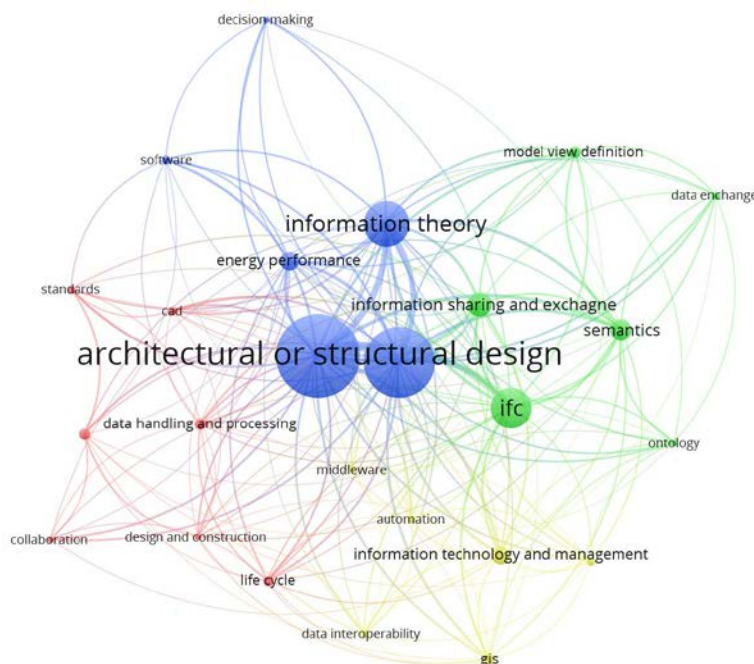 decision making
software
model view definition
data enchange
information theory
energy performance
standards
cad
information sharing and exchagne
semantics
architectural or structural design
ifc
data handling and processing
ontology
middleware
automation
collaboration
design and construction
information technology and management
life cycle
data interoperability
gis